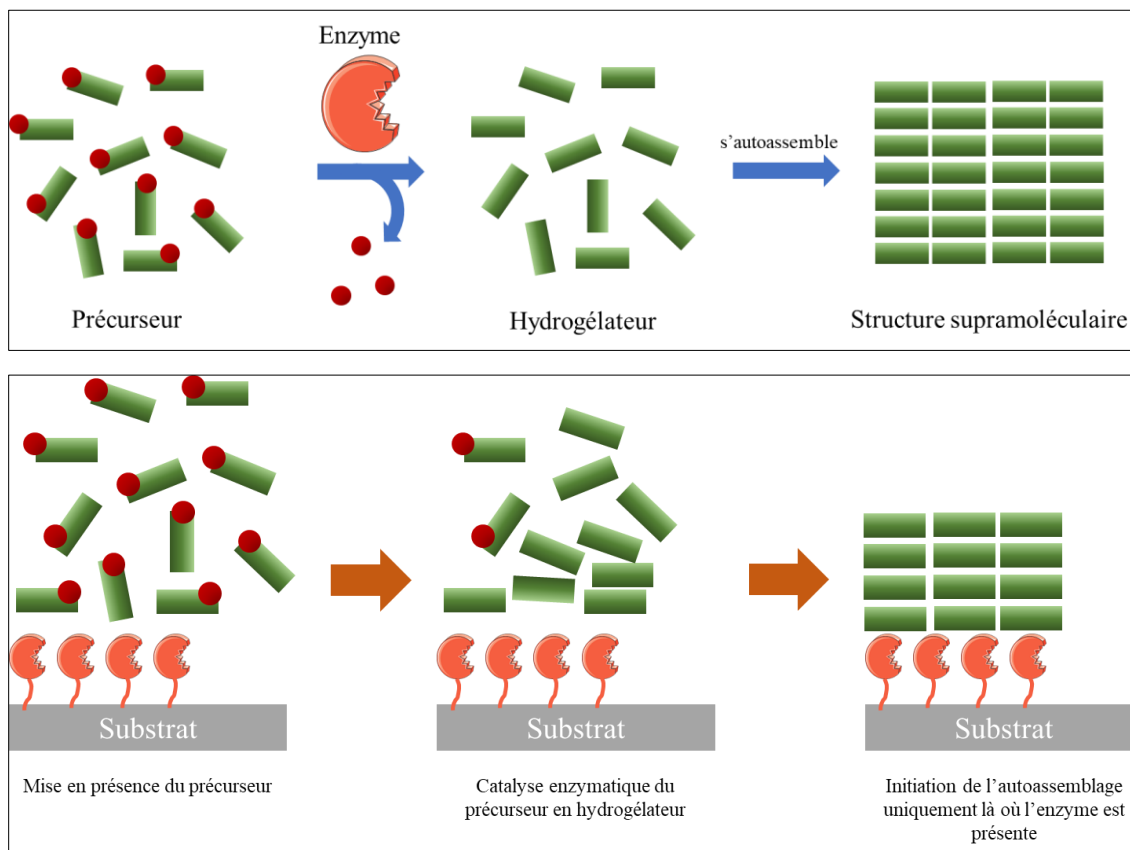 Enzyme
s'autoassemble
Précurseur
Hydrogélateur
Structure supramoléculaire
Substrat
Substrat
Substrat
Mise en présence du précurseur
Catalyse enzymatique du
précurseur en hydrogélateur
Initiation de l'autoassemblage
uniquement là où l'enzyme est
présente